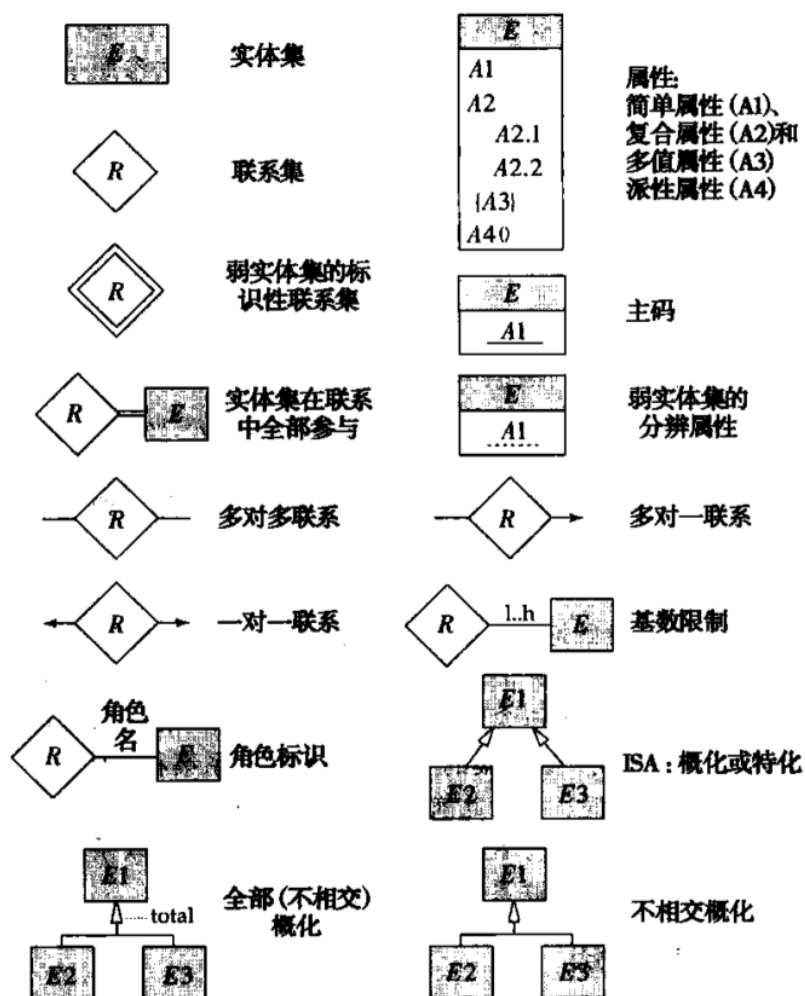 E
实体集
R
联系集
R
弱实体集的标
识性联系集
R
E
实体集在联系
中全部参与
R
多对多联系
R
一对一联系
角色
名
R
E
角色标识
E1
total
E2
E3
全部(不相交)
概化
E
A1
A2
A2.1
A2.2
{A3}
A4()
属性:
简单属性(A1)、
复合属性(A2)和
多值属性(A3)
派性属性(A4)
E
A1
主码
E
A1
弱实体集的
分辨属性
R
多对一联系
R
l..h
E
基数限制
E1
E2
E3
ISA:概化或特化
E1
E2
E3
不相交概化